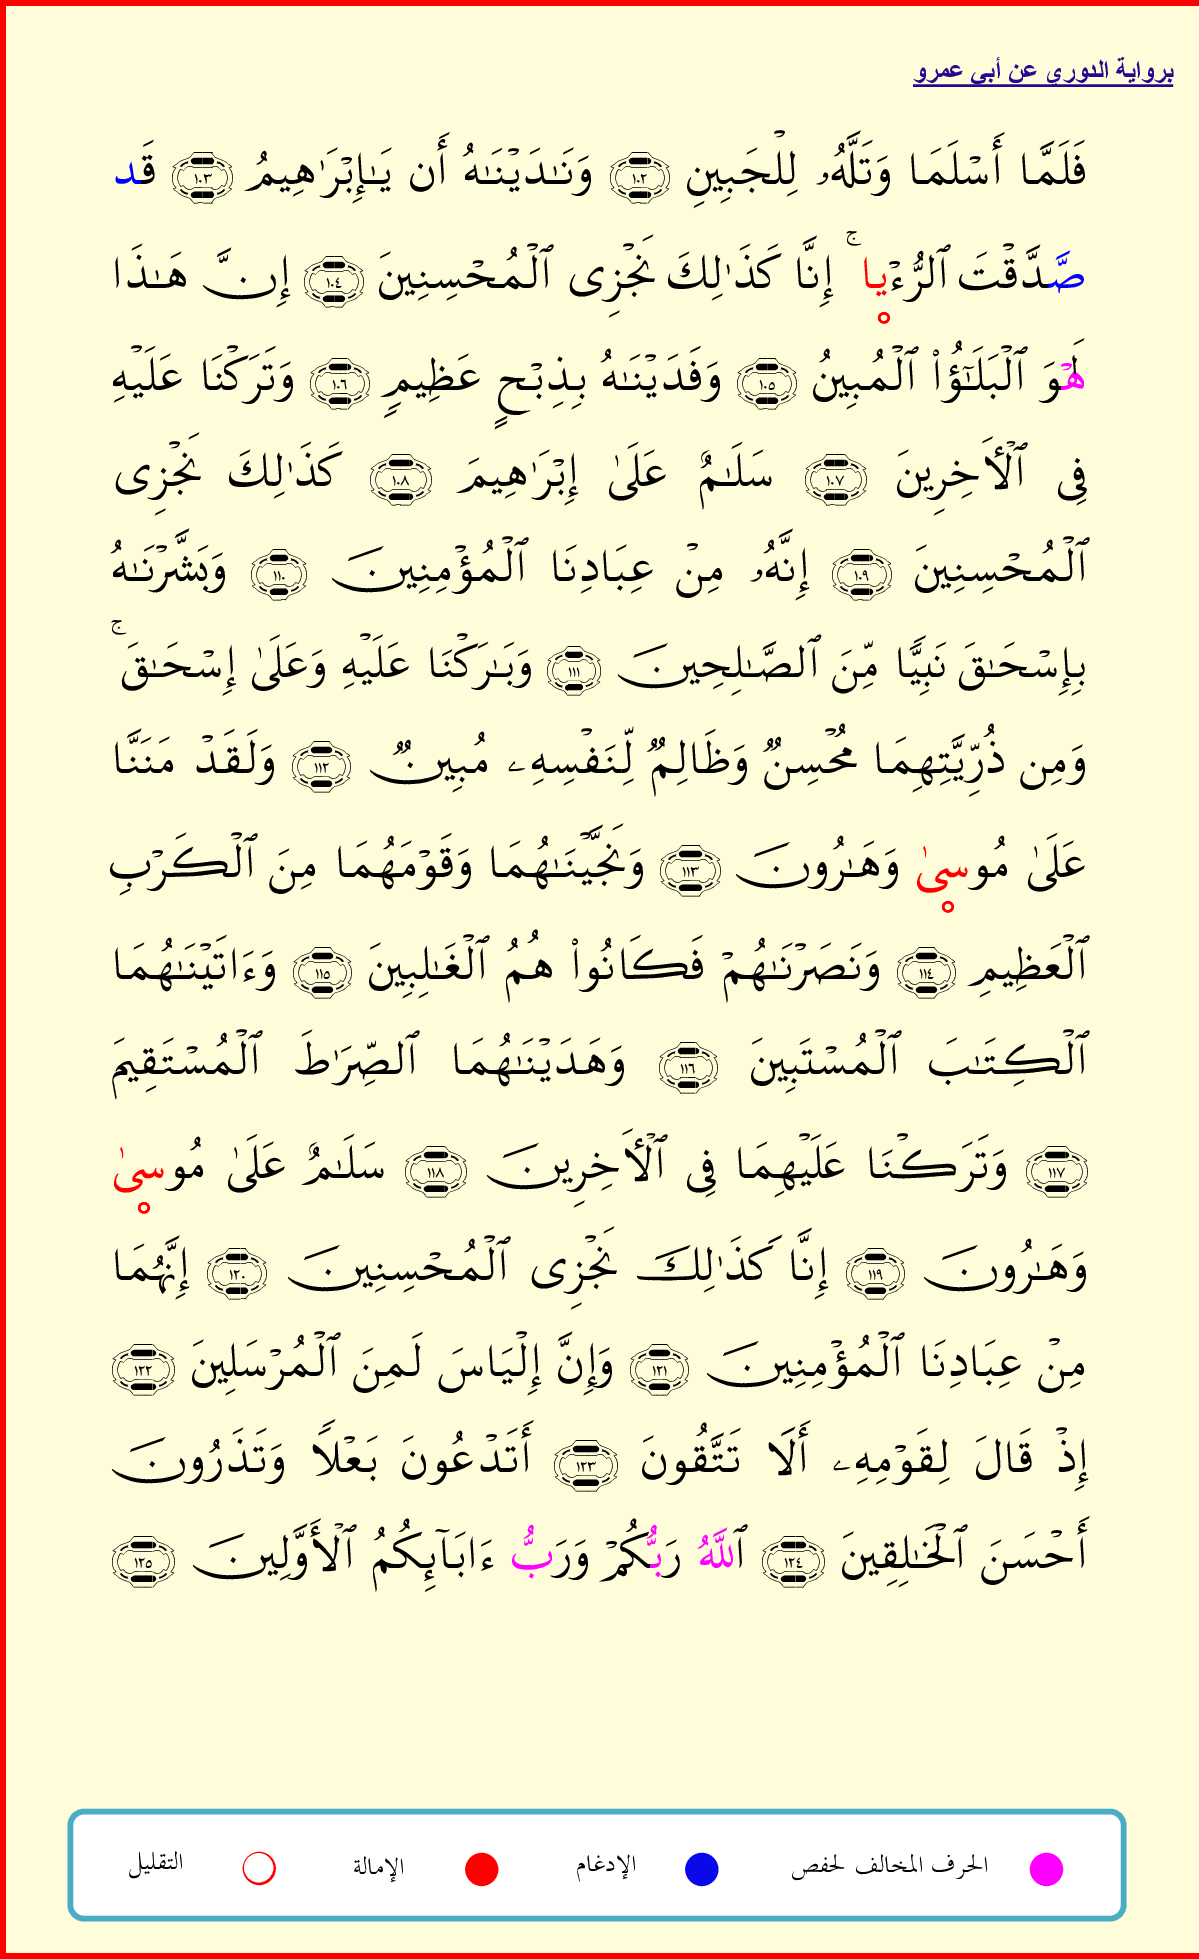 برواية الدوري عن أبي عمرو
فَلَمَّا أَسْلَمَا وَتَلَّهُۥ لِلْجَبِينِ ١٠٢ وَنَـٰدَيْنَـٰهُ أَن يَـٰٓإِبْرَٰهِيمُ ١٠٣ قَد
صَّدَّقْتَ ٱلرُّءْيا ۚ إِنَّا كَذَٰلِكَ نَجْزِى ٱلْمُحْسِنِينَ ١٠٤ إِنَّ هَـٰذَا
لَهْوَ ٱلْبَلَـٰٓؤُا۟ ٱلْمُبِينُ ١٠٥ وَفَدَيْنَـٰهُ بِذِبْحٍ عَظِيمٍ ١٠٦ وَتَرَكْنَا عَلَيْهِ
فِى ٱلْأَخِرِينَ ١٠٧ سَلَـٰمٌ عَلَىٰ إِبْرَٰهِيمَ ١٠٨ كَذَٰلِكَ نَجْزِى
ٱلْمُحْسِنِينَ ١٠٩ إِنَّهُۥ مِنْ عِبَادِنَا ٱلْمُؤْمِنِينَ ١١٠ وَبَشَّرْنَـٰهُ
بِإِسْحَـٰقَ نَبِيًّا مِّنَ ٱلصَّـٰلِحِينَ ١١١ وَبَـٰرَكْنَا عَلَيْهِ وَعَلَىٰ إِسْحَـٰقَ ۚ
وَمِن ذُرِّيَّتِهِمَا مُحْسِنٌ وَظَالِمٌ لِّنَفْسِهِۦ مُبِينٌ ١١٢ وَلَقَدْ مَنَنَّا
عَلَىٰ مُوسىٰ وَهَـٰرُونَ ١١٣ وَنَجَّيْنَـٰهُمَا وَقَوْمَهُمَا مِنَ ٱلْكَرْبِ
ٱلْعَظِيمِ ١١٤ وَنَصَرْنَـٰهُمْ فَكَانُوا۟ هُمُ ٱلْغَـٰلِبِينَ ١١٥ وَءَاتَيْنَـٰهُمَا
ٱلْكِتَـٰبَ ٱلْمُسْتَبِينَ ١١٦ وَهَدَيْنَـٰهُمَا ٱلصِّرَٰطَ ٱلْمُسْتَقِيمَ
١١٧ وَتَرَكْنَا عَلَيْهِمَا فِى ٱلْأَخِرِينَ ١١٨ سَلَـٰمٌ عَلَىٰ مُوسىٰ
وَهَـٰرُونَ ١١٩ إِنَّا كَذَٰلِكَ نَجْزِى ٱلْمُحْسِنِينَ ١٢٠ إِنَّهُمَا
مِنْ عِبَادِنَا ٱلْمُؤْمِنِينَ ١٢١ وَإِنَّ إِلْيَاسَ لَمِنَ ٱلْمُرْسَلِينَ ١٢٢
إِذْ قَالَ لِقَوْمِهِۦ أَلَا تَتَّقُونَ ١٢٣ أَتَدْعُونَ بَعْلًا وَتَذَرُونَ
أَحْسَنَ ٱلْخَـٰلِقِينَ ١٢٤ ٱللَّهُ رَبُّكُمْ وَرَبُّ ءَابَآئِكُمُ ٱلْأَوَّلِينَ ١٢٥
الحرف المخالف لحفص الإدغام الإمالة التقليل